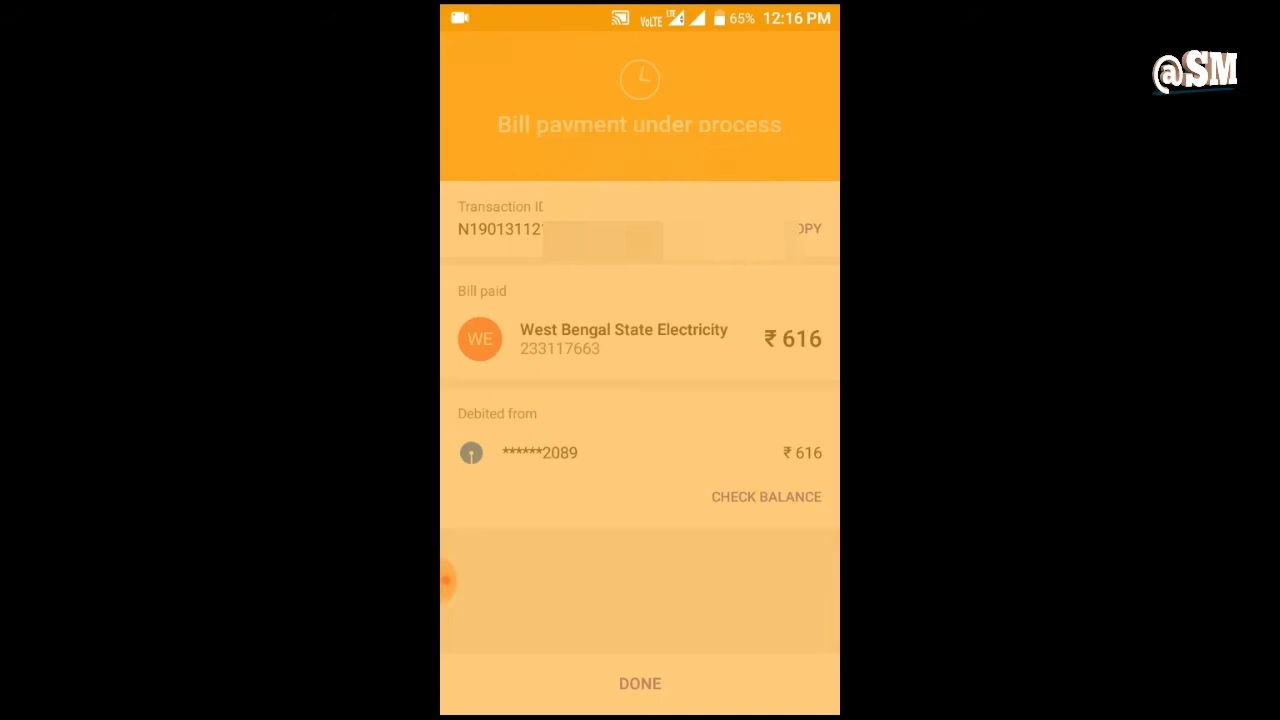 VoLTE LTE 65% 12:16 PM
@SM
Bill payment under process
Transaction ID
N19013112
OPY
Bill paid
WE
West Bengal State Electricity
233117663
₹ 616
Debited from
******2089
₹ 616
CHECK BALANCE
DONE